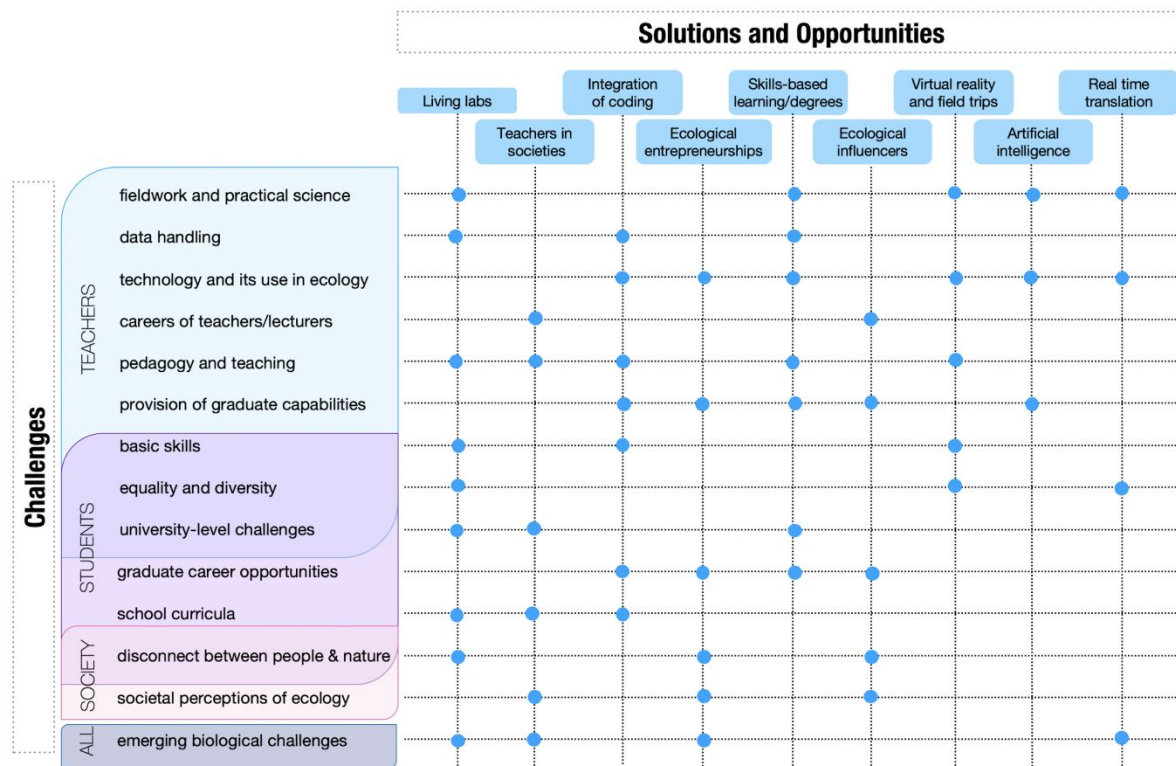 Solutions and Opportunities
Living labs
Integration
of coding
Skills-based
learning/degrees
Virtual reality
and field trips
Real time
translation
Teachers in
societies
Ecological
entrepreneurships
Ecological
influencers
Artificial
intelligence
Challenges
TEACHERS
fieldwork and practical science
data handling
technology and its use in ecology
careers of teachers/lecturers
pedagogy and teaching
provision of graduate capabilities
STUDENTS
basic skills
equality and diversity
university-level challenges
graduate career opportunities
school curricula
SOCIETY
disconnect between people & nature
societal perceptions of ecology
ALL
emerging biological challenges